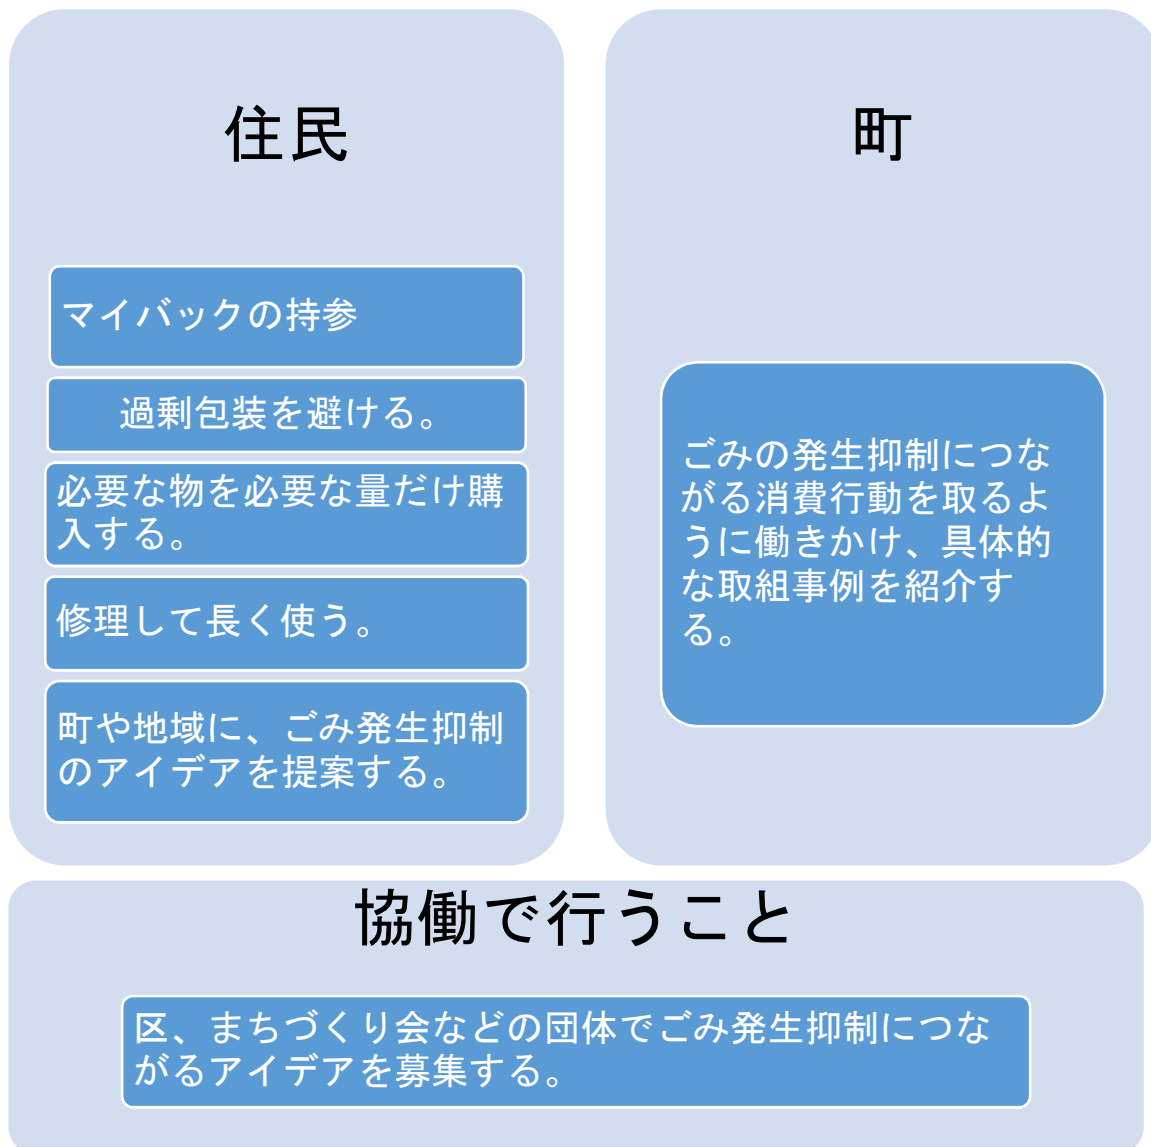 住民
マイバックの持参
過剰包装を避ける。
必要な物を必要な量だけ購
入する。
修理して長く使う。
町や地域に、ごみ発生抑制
のアイデアを提案する。
町
ごみの発生抑制につな
がる消費行動を取るよ
うに働きかけ、具体的
な取組事例を紹介す
る。
協働で行うこと
区、まちづくり会などの団体でごみ発生抑制につな
がるアイデアを募集する。